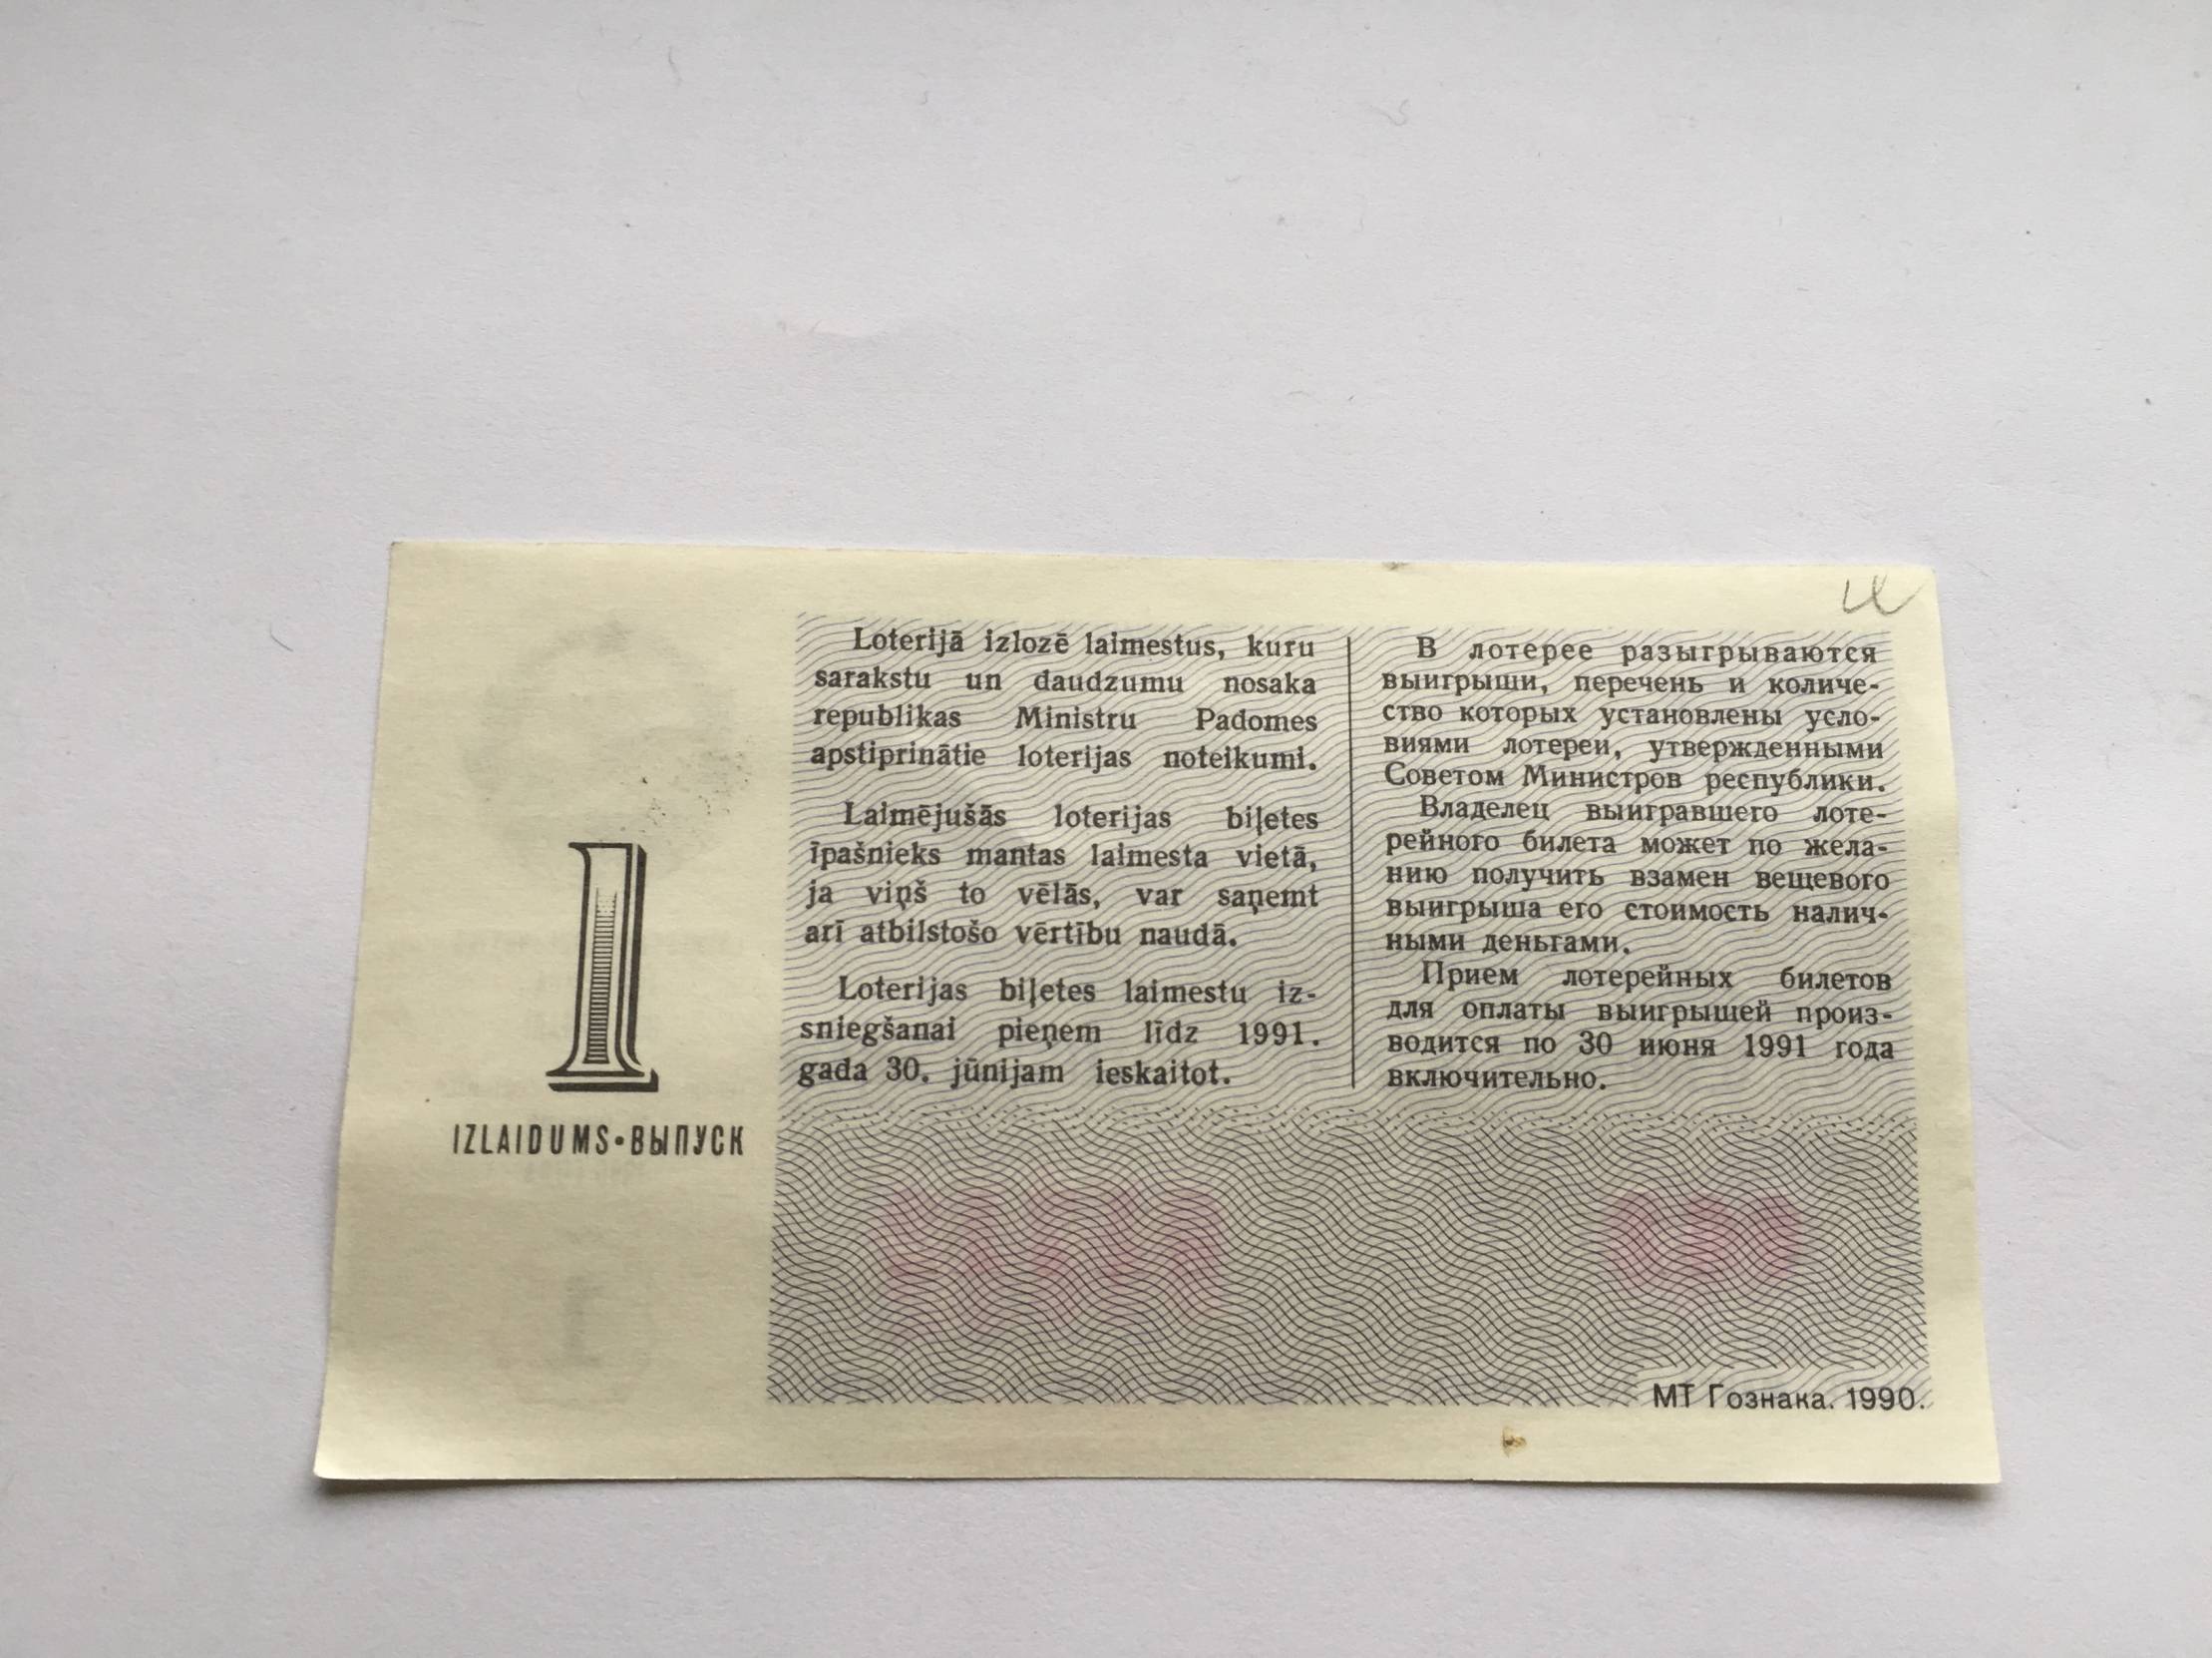 1
IZLAIDUMS•ВЫПУСК
Loterijā izlozē laimestus, kuru
sarakstu un daudzumu nosaka
republikas Ministru Padomes
apstiprinātie loterijas noteikumi.
Laimējušās loterijas biļetes
īpašnieks mantas laimesta vietā,
ja viņš to vēlās, var saņemt
arī atbilstošo vērtību naudā.
Loterijas biļetes laimestu iz-
sniegšanai pieņem līdz 1991.
gada 30. jūnijam ieskaitot.
В лотерее разыгрываются
выигрыши, перечень и количе-
ство которых установлены усло-
виями лотереи, утвержденными
Советом Министров республики.
Владелец выигравшего лоте-
рейного билета может по жела-
нию получить взамен вещевого
выигрыша его стоимость налич-
ными деньгами.
Прием лотерейных билетов
для оплаты выигрышей произ-
водится по 30 июня 1991 года
включительно.
МТ Гознака. 1990.